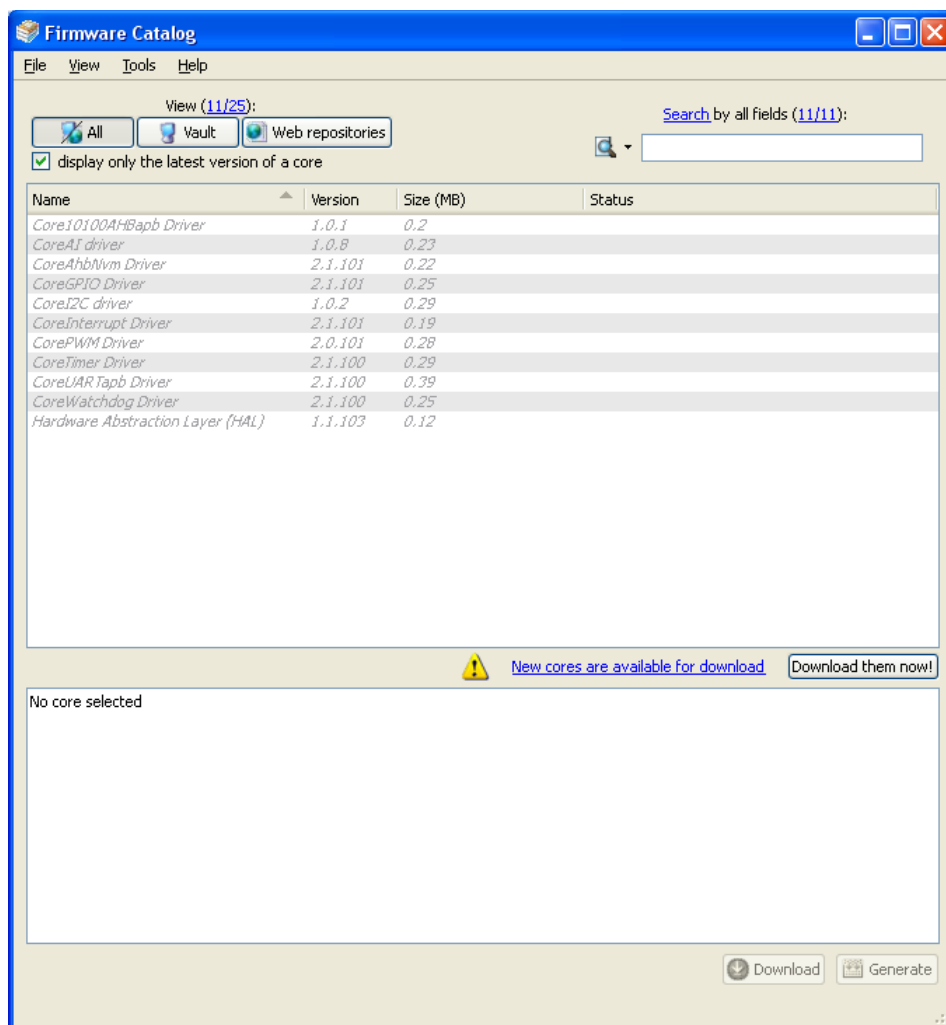 Firmware Catalog
File View Tools Help
View (11/25):
All Vault Web repositories
Search by all fields (11/11):
display only the latest version of a core
Name Version Size (MB) Status
Core10100AHBapb Driver 1.0.1 0.2
CoreAI driver 1.0.8 0.23
CoreAhbNvm Driver 2.1.101 0.22
CoreGPIO Driver 2.1.101 0.25
CoreI2C driver 1.0.2 0.29
CoreInterrupt Driver 2.1.101 0.19
CorePWM Driver 2.0.101 0.28
CoreTimer Driver 2.1.100 0.29
CoreUARTapb Driver 2.1.100 0.39
CoreWatchdog Driver 2.1.100 0.25
Hardware Abstraction Layer (HAL) 1.1.103 0.12
New cores are available for download Download them now!
No core selected
Download Generate